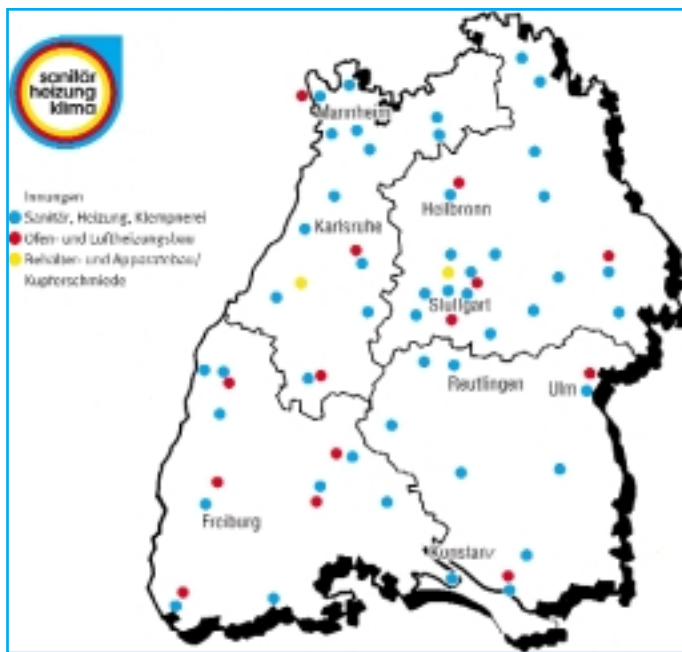 sanitär
heizung
klima
Mannheim
Innungen
Sanitär, Heizung, Klempnerei
Ofen- und Luftheizungsbau
Behälter- und Apparatebau/
Kupferschmiede
Karlsruhe
Heilbronn
Stuttgart
Reutlingen
Ulm
Freiburg
Konstanz